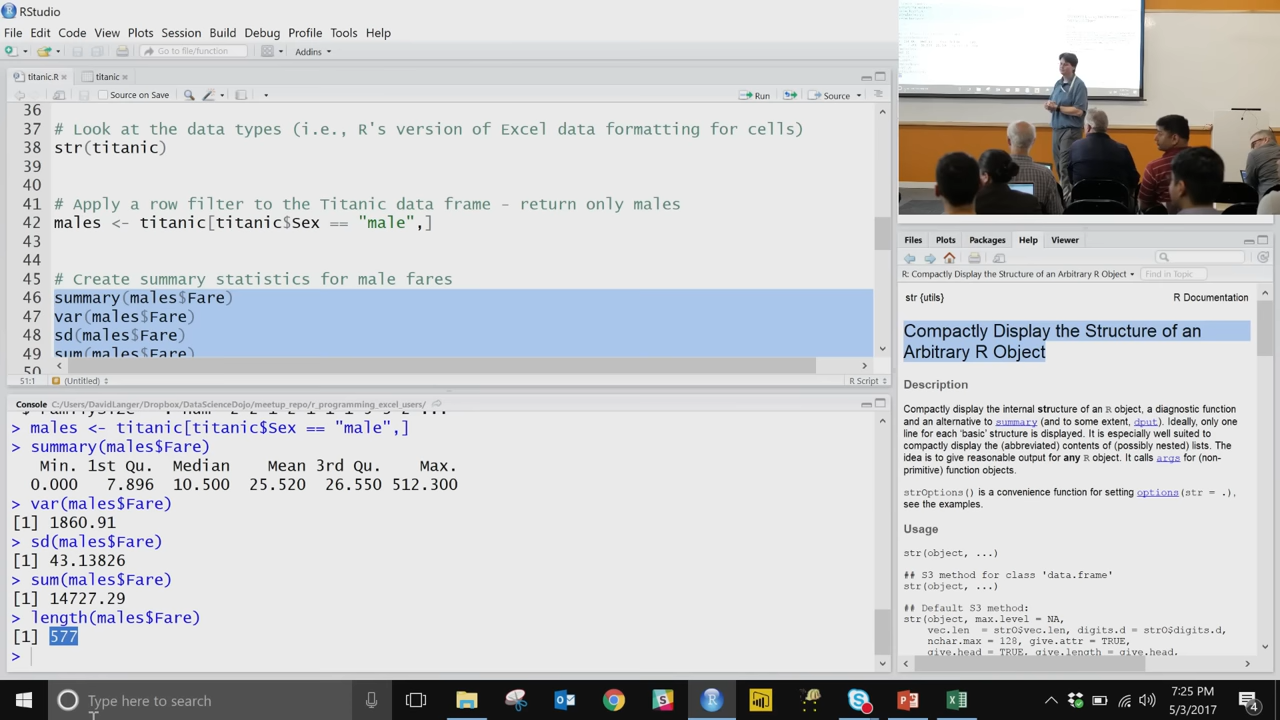 RStudio
File Edit Code View Plots Session Build Debug Profile Tools
Go to file/function Addins
titanic
Source on Save Run Source
36
37 # Look at the data types (i.e., R's version of Excel data formatting for cells)
38 str(titanic)
39
40
41 # Apply a row filter to the Titanic data frame - return only males
42 males <- titanic[titanic$Sex == "male",]
43
44
45 # Create summary statistics for male fares
46 summary(males$Fare)
47 var(males$Fare)
48 sd(males$Fare)
49 sum(males$Fare)
50
51:1 (Untitled) R Script
Console C:/Users/DavidLanger/Dropbox/DataScienceDojo/meetup_repo/r_programming_excel_users/
> males <- titanic[titanic$Sex == "male",]
> summary(males$Fare)
Min. 1st Qu. Median Mean 3rd Qu. Max.
0.000 7.896 10.500 25.520 26.550 512.300
> var(males$Fare)
[1] 1860.91
> sd(males$Fare)
[1] 43.13826
> sum(males$Fare)
[1] 14727.29
> length(males$Fare)
[1] 577
>
Files Plots Packages Help Viewer
R: Compactly Display the Structure of an Arbitrary R Object Find in Topic
str {utils} R Documentation
Compactly Display the Structure of an
Arbitrary R Object
Description
Compactly display the internal structure of an R object, a diagnostic function
and an alternative to summary (and to some extent, dput). Ideally, only one
line for each 'basic' structure is displayed. It is especially well suited to
compactly display the (abbreviated) contents of (possibly nested) lists. The
idea is to give reasonable output for any R object. It calls args for (non-
primitive) function objects.
strOptions() is a convenience function for setting options(str = .),
see the examples.
Usage
str(object, ...)
## S3 method for class 'data.frame'
str(object, ...)
## Default S3 method:
str(object, max.level = NA,
vec.len = strO$vec.len, digits.d = strO$digits.d,
nchar.max = 128, give.attr = TRUE,
give.head = TRUE, give.length = give.head,
Type here to search
7:25 PM
5/3/2017
4